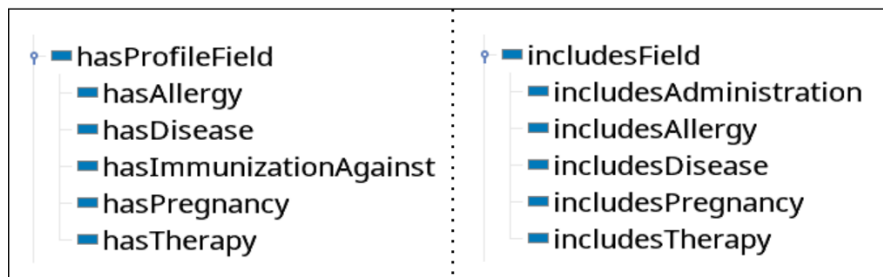 hasProfileField
hasAllergy
hasDisease
hasImmunizationAgainst
hasPregnancy
hasTherapy
includesField
includesAdministration
includesAllergy
includesDisease
includesPregnancy
includesTherapy